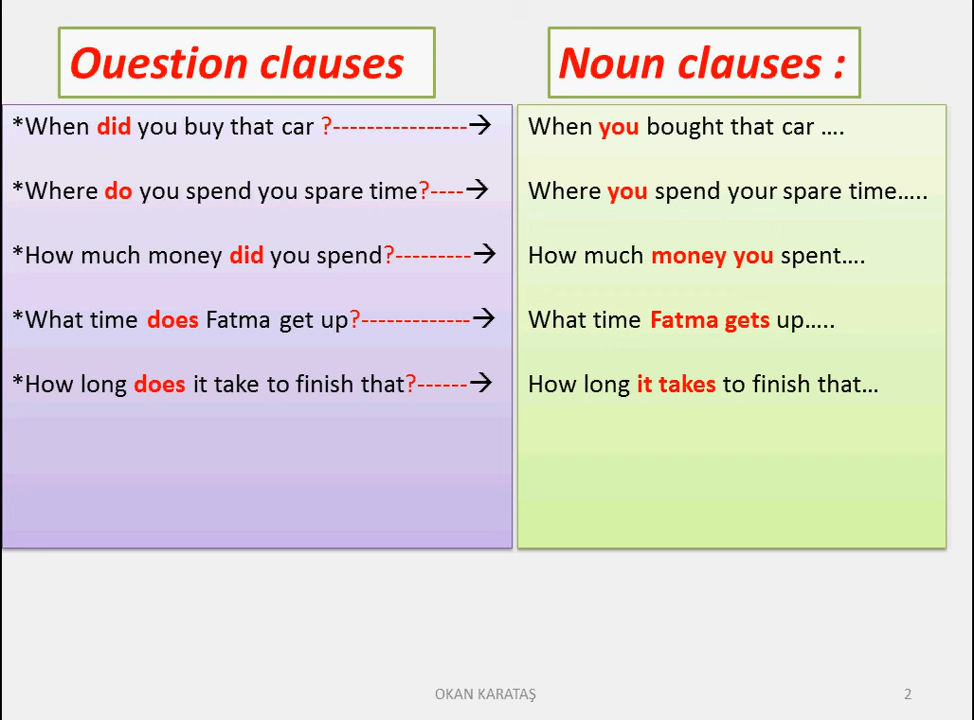 Ouestion clauses
Noun clauses :
*When did you buy that car ?----------------→ When you bought that car ….
*Where do you spend you spare time?----→ Where you spend your spare time…..
*How much money did you spend?---------→ How much money you spent….
*What time does Fatma get up?-------------→ What time Fatma gets up…..
*How long does it take to finish that?------→ How long it takes to finish that…
OKAN KARATAŞ
2